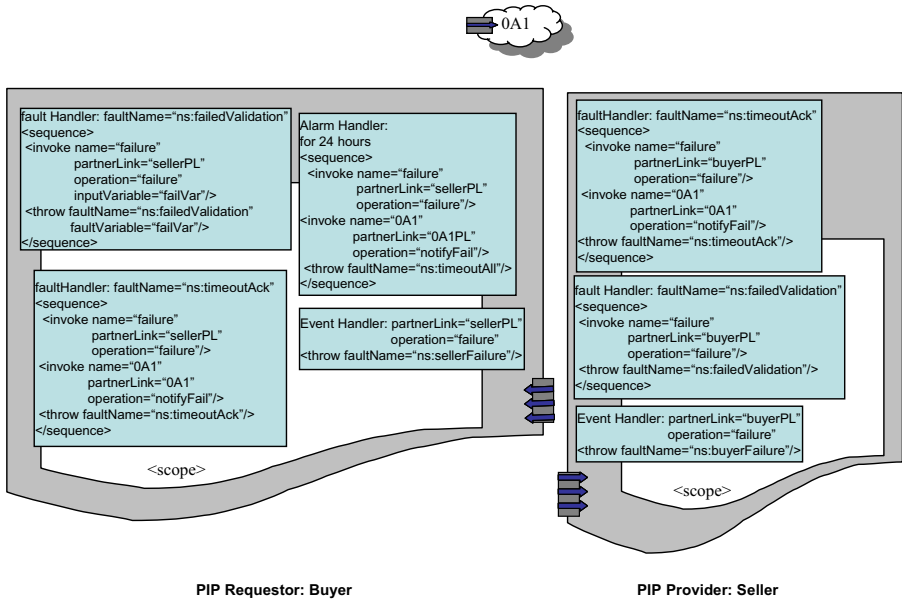 0A1
fault Handler: faultName=“ns:failedValidation”
<sequence>
<invoke name=“failure”
partnerLink=“sellerPL”
operation=“failure”
inputVariable=“failVar”/>
<throw faultName=“ns:failedValidation”
faultVariable=“failVar”/>
</sequence>
Alarm Handler:
for 24 hours
<sequence>
<invoke name=“failure”
partnerLink=“sellerPL”
operation=“failure”/>
<invoke name=“0A1”
partnerLink=“0A1PL”
operation=“notifyFail”/>
<throw faultName=“ns:timeoutAll”/>
</sequence>
faultHandler: faultName=“ns:timeoutAck”
<sequence>
<invoke name=“failure”
partnerLink=“sellerPL”
operation=“failure”/>
<invoke name=“0A1”
partnerLink=“0A1”
operation=“notifyFail”/>
<throw faultName=“ns:timeoutAck”/>
</sequence>
Event Handler: partnerLink=“sellerPL”
operation=“failure”
<throw faultName=“ns:sellerFailure”/>
<scope>
faultHandler: faultName=“ns:timeoutAck”
<sequence>
<invoke name=“failure”
partnerLink=“buyerPL”
operation=“failure”/>
<invoke name=“0A1”
partnerLink=“0A1”
operation=“notifyFail”/>
<throw faultName=“ns:timeoutAck”/>
</sequence>
fault Handler: faultName=“ns:failedValidation”
<sequence>
<invoke name=“failure”
partnerLink=“buyerPL”
operation=“failure”/>
<throw faultName=“ns:failedValidation”/>
</sequence>
Event Handler: partnerLink=“buyerPL”
operation=“failure”
<throw faultName=“ns:buyerFailure”/>
<scope>
PIP Requestor: Buyer
PIP Provider: Seller